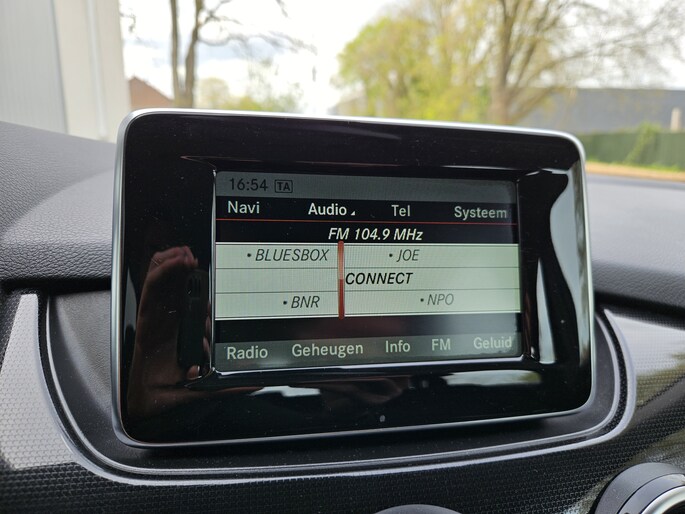 16:54 TA
Navi Audio Tel Systeem
FM 104.9 MHz
• BLUESBOX • JOE
CONNECT
• BNR • NPO
Radio Geheugen Info FM Geluid